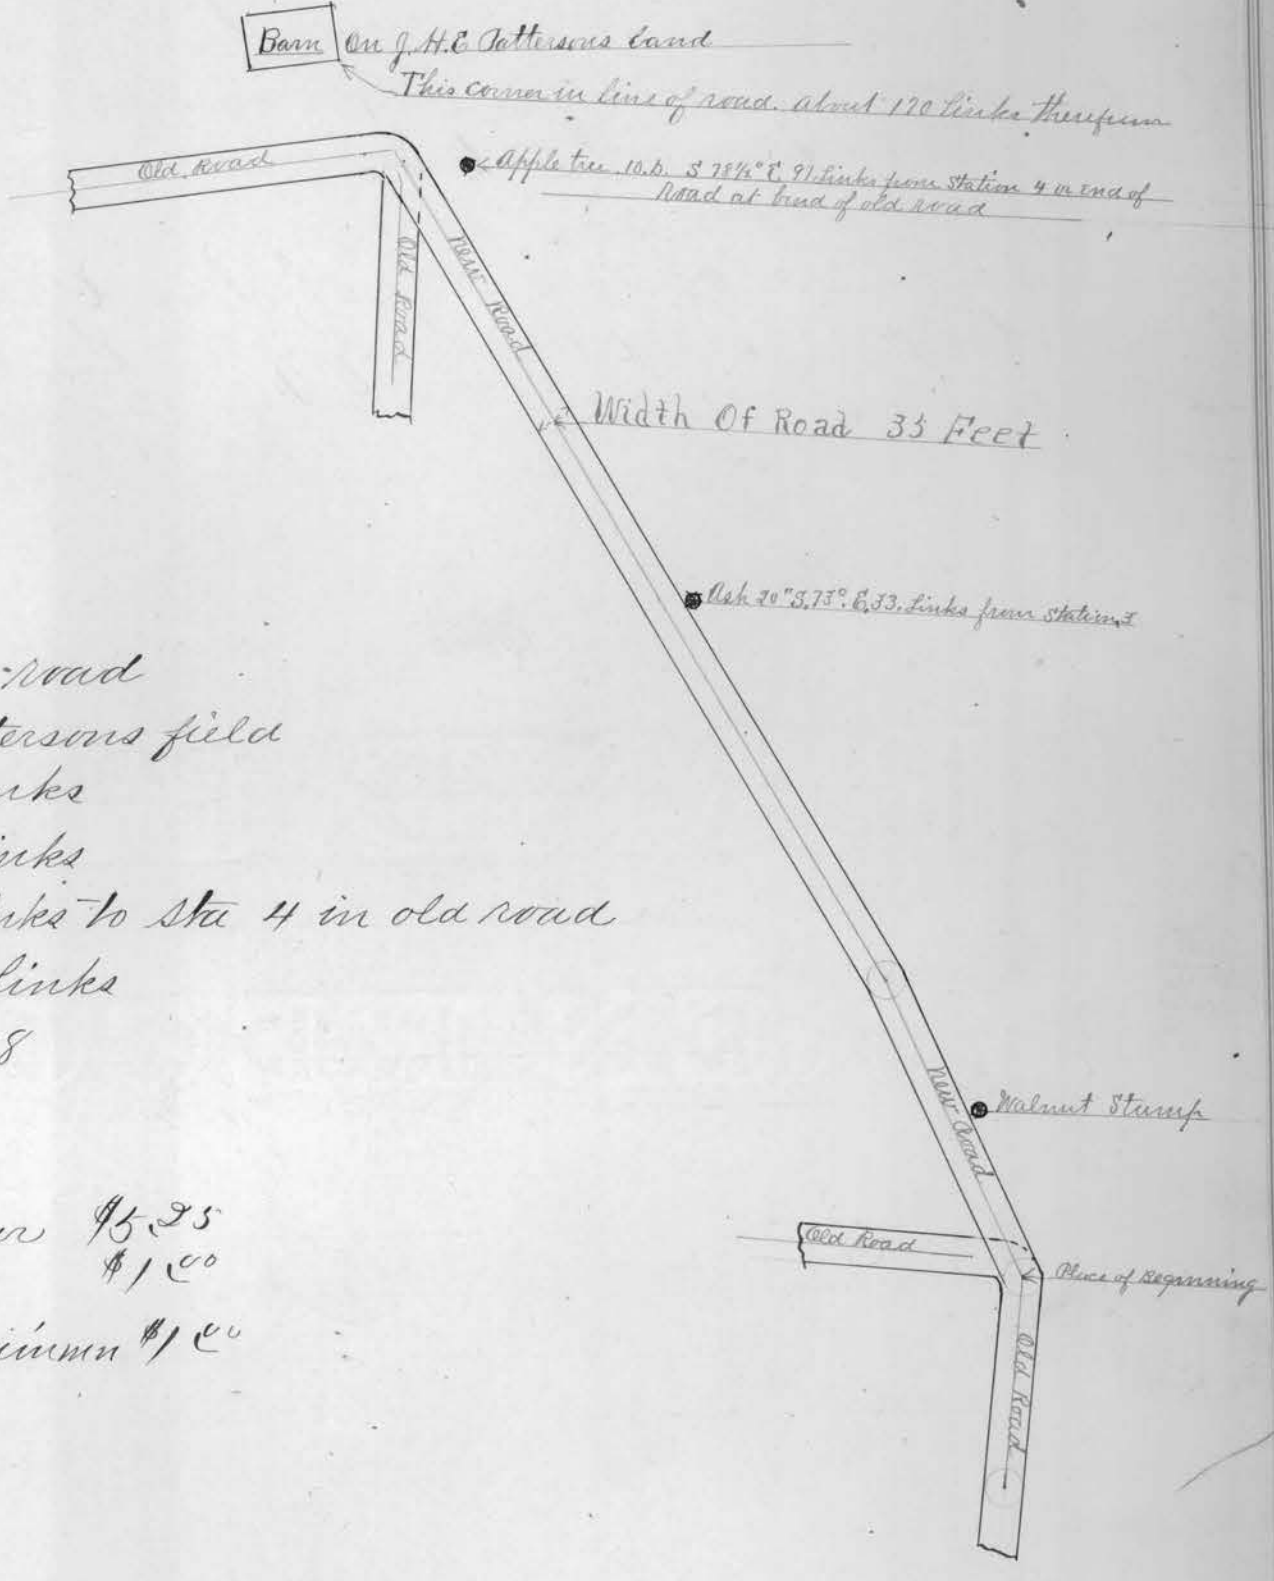 Barn On J. H. E Pattersons Land
This corner in line of road. About 170 Links therefrom
Old Road
Apple tree 10.D. S 78½° E 91 Links from Station 4 or End of
Road at bend of old road
Old Road
New Road
Width Of Road 35 Feet
Ash 20" S. 73° E. 33. Links from Station 3
road
tersons field
nks
inks
nks to sta 4 in old road
links
8
New Road
Walnut Stump
$5.25
$1.00
Old Road
Place of Beginning
$1.00
Old Road